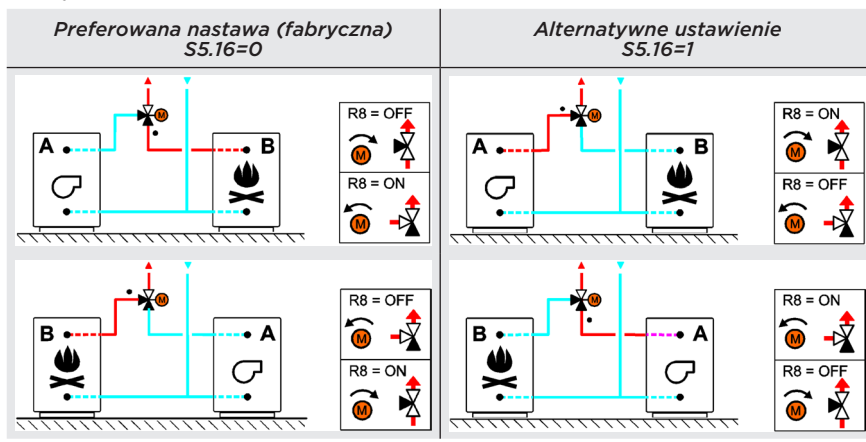 Preferowana nastawa (fabryczna)
S5.16=0
Alternatywne ustawienie
S5.16=1
M
A
B
R8 = OFF
M
R8 = ON
M
M
A
B
R8 = ON
M
R8 = OFF
M
M
B
A
R8 = OFF
M
R8 = ON
M
M
B
A
R8 = ON
M
R8 = OFF
M